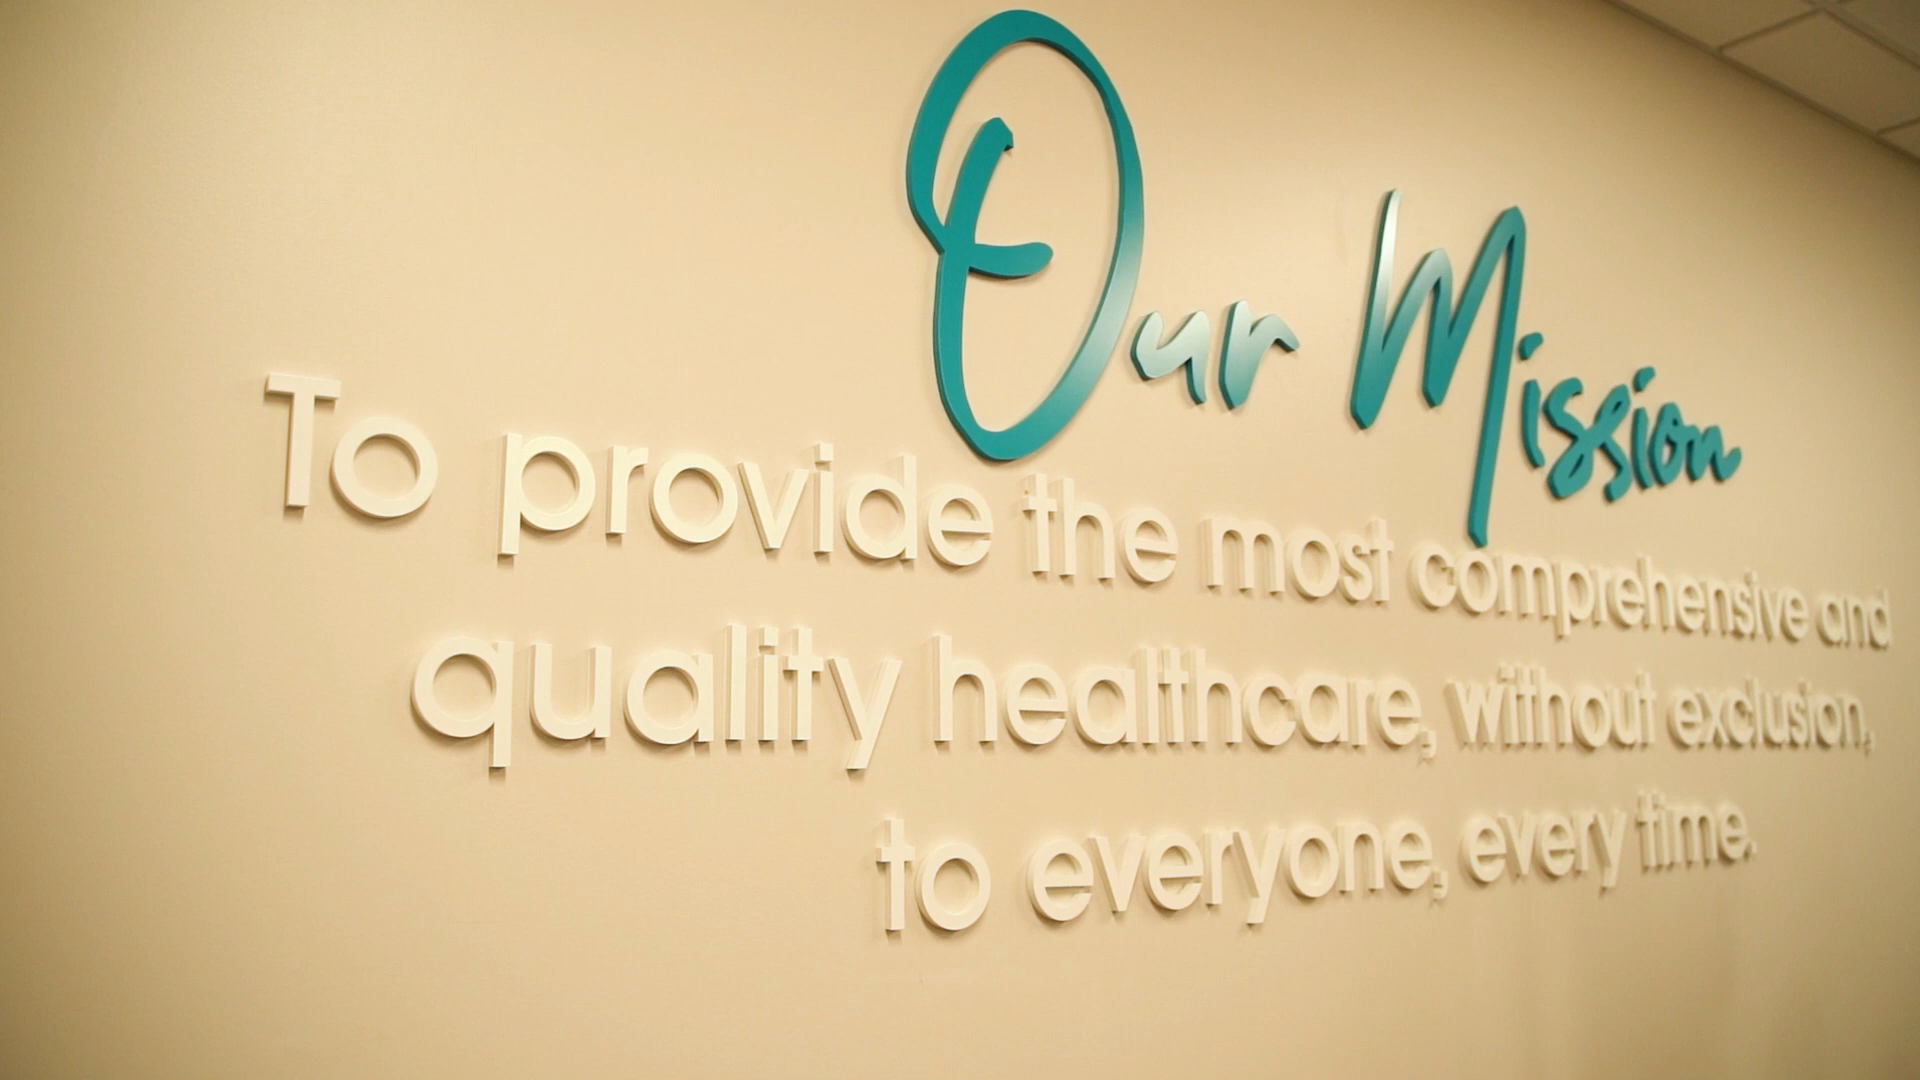 Our Mission
To provide the most comprehensive and
quality healthcare, without exclusion,
to everyone, every time.